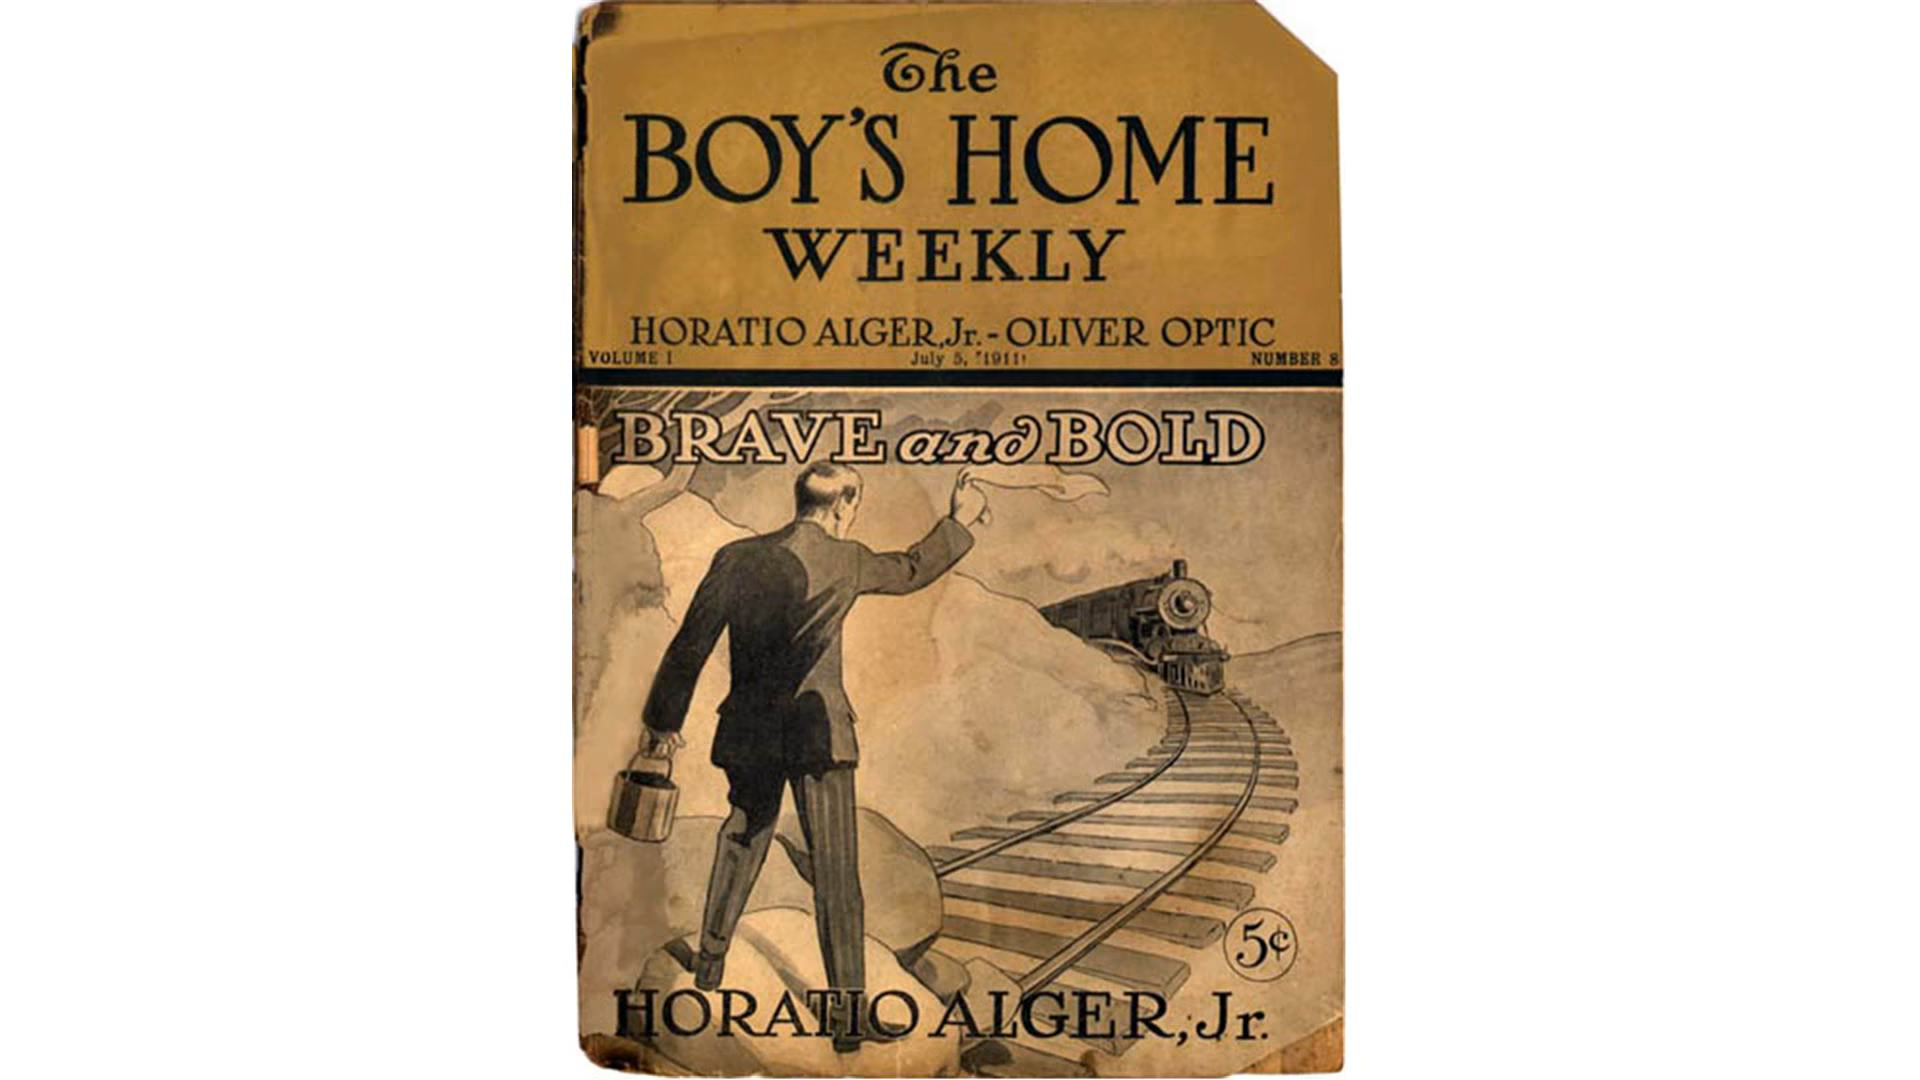 The
BOY'S HOME
WEEKLY
HORATIO ALGER, Jr. - OLIVER OPTIC
VOLUME I July 5, 1911 NUMBER 8
BRAVE and BOLD
5¢
HORATIO ALGER, Jr.